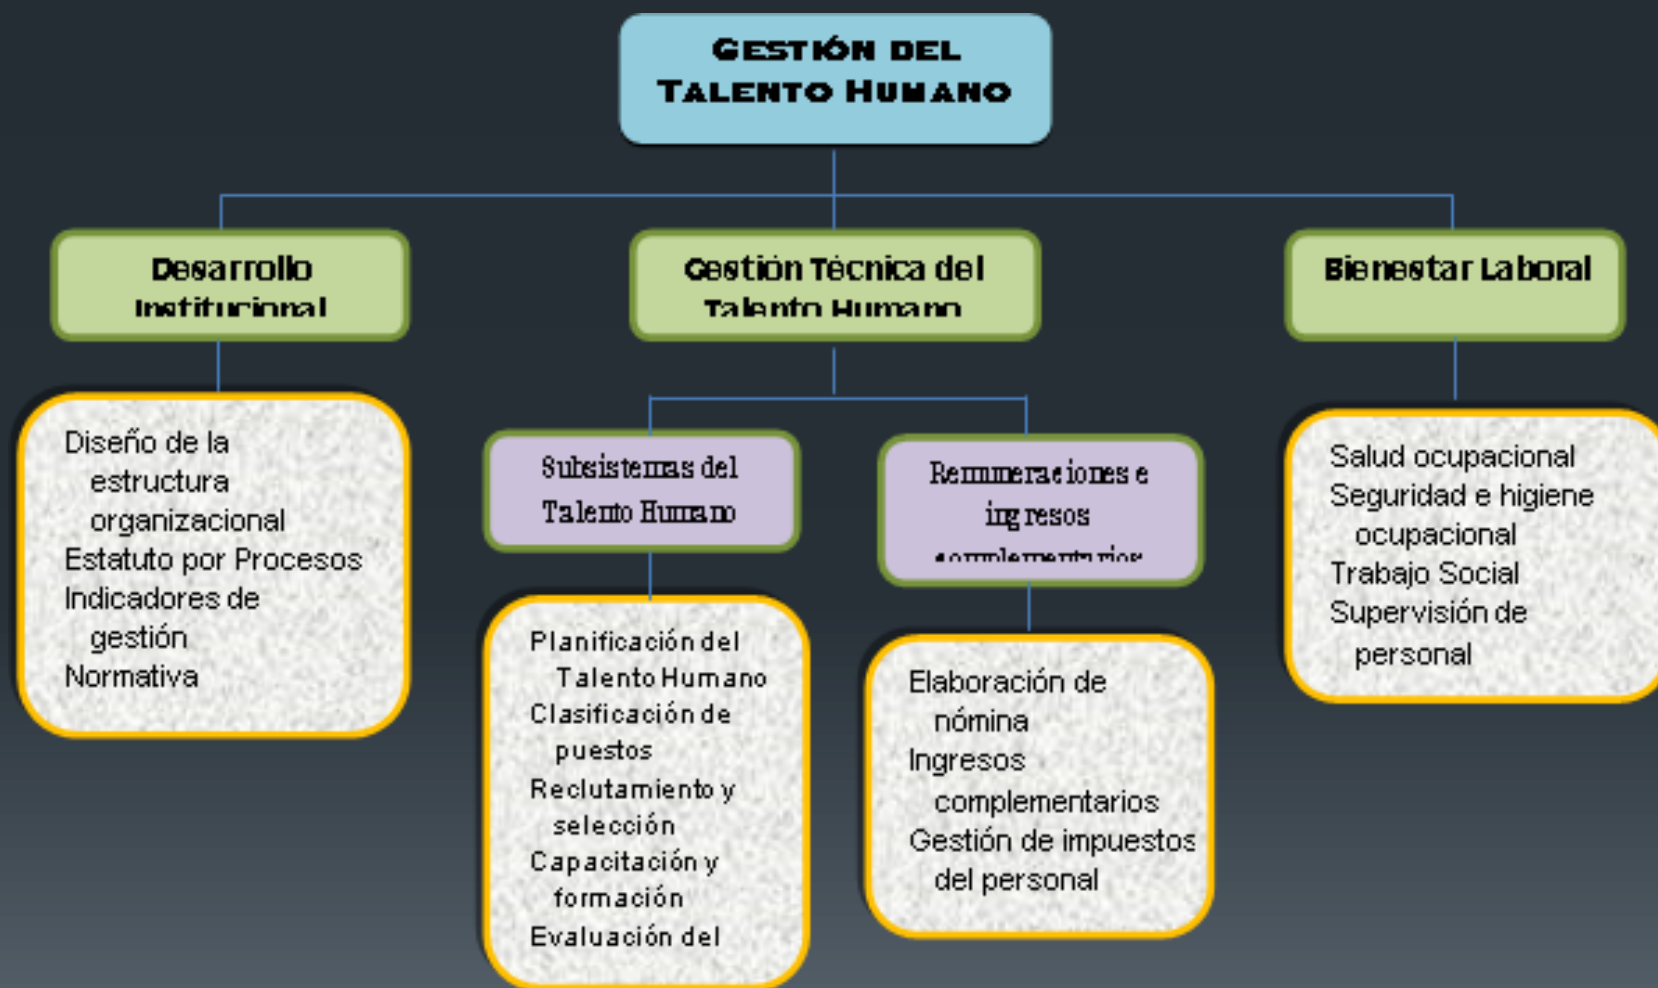 GESTIÓN DEL
TALENTO HUMANO
Desarrollo
Institucional
Gestión Técnica del
Talento Humano
Bienestar Laboral
Diseño de la
estructura
organizacional
Estatuto por Procesos
Indicadores de
gestión
Normativa
Subsistemas del
Talento Humano
Planificación del
Talento Humano
Clasificación de
puestos
Reclutamiento y
selección
Capacitación y
formación
Evaluación del
Remuneraciones e
ingresos
complementarios
Elaboración de
nómina
Ingresos
complementarios
Gestión de impuestos
del personal
Salud ocupacional
Seguridad e higiene
ocupacional
Trabajo Social
Supervisión de
personal